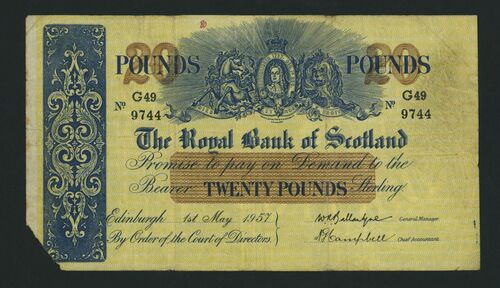 20 POUNDS POUNDS 20
G49 G49
Nº 9744 Nº 9744
The Royal Bank of Scotland
Promise to pay on Demand to the
Bearer TWENTY POUNDS Sterling.
Edinburgh 1st May 1957
By Order of the Court of Directors.
W R Ballantyne General Manager.
A J Campbell Chief Accountant.